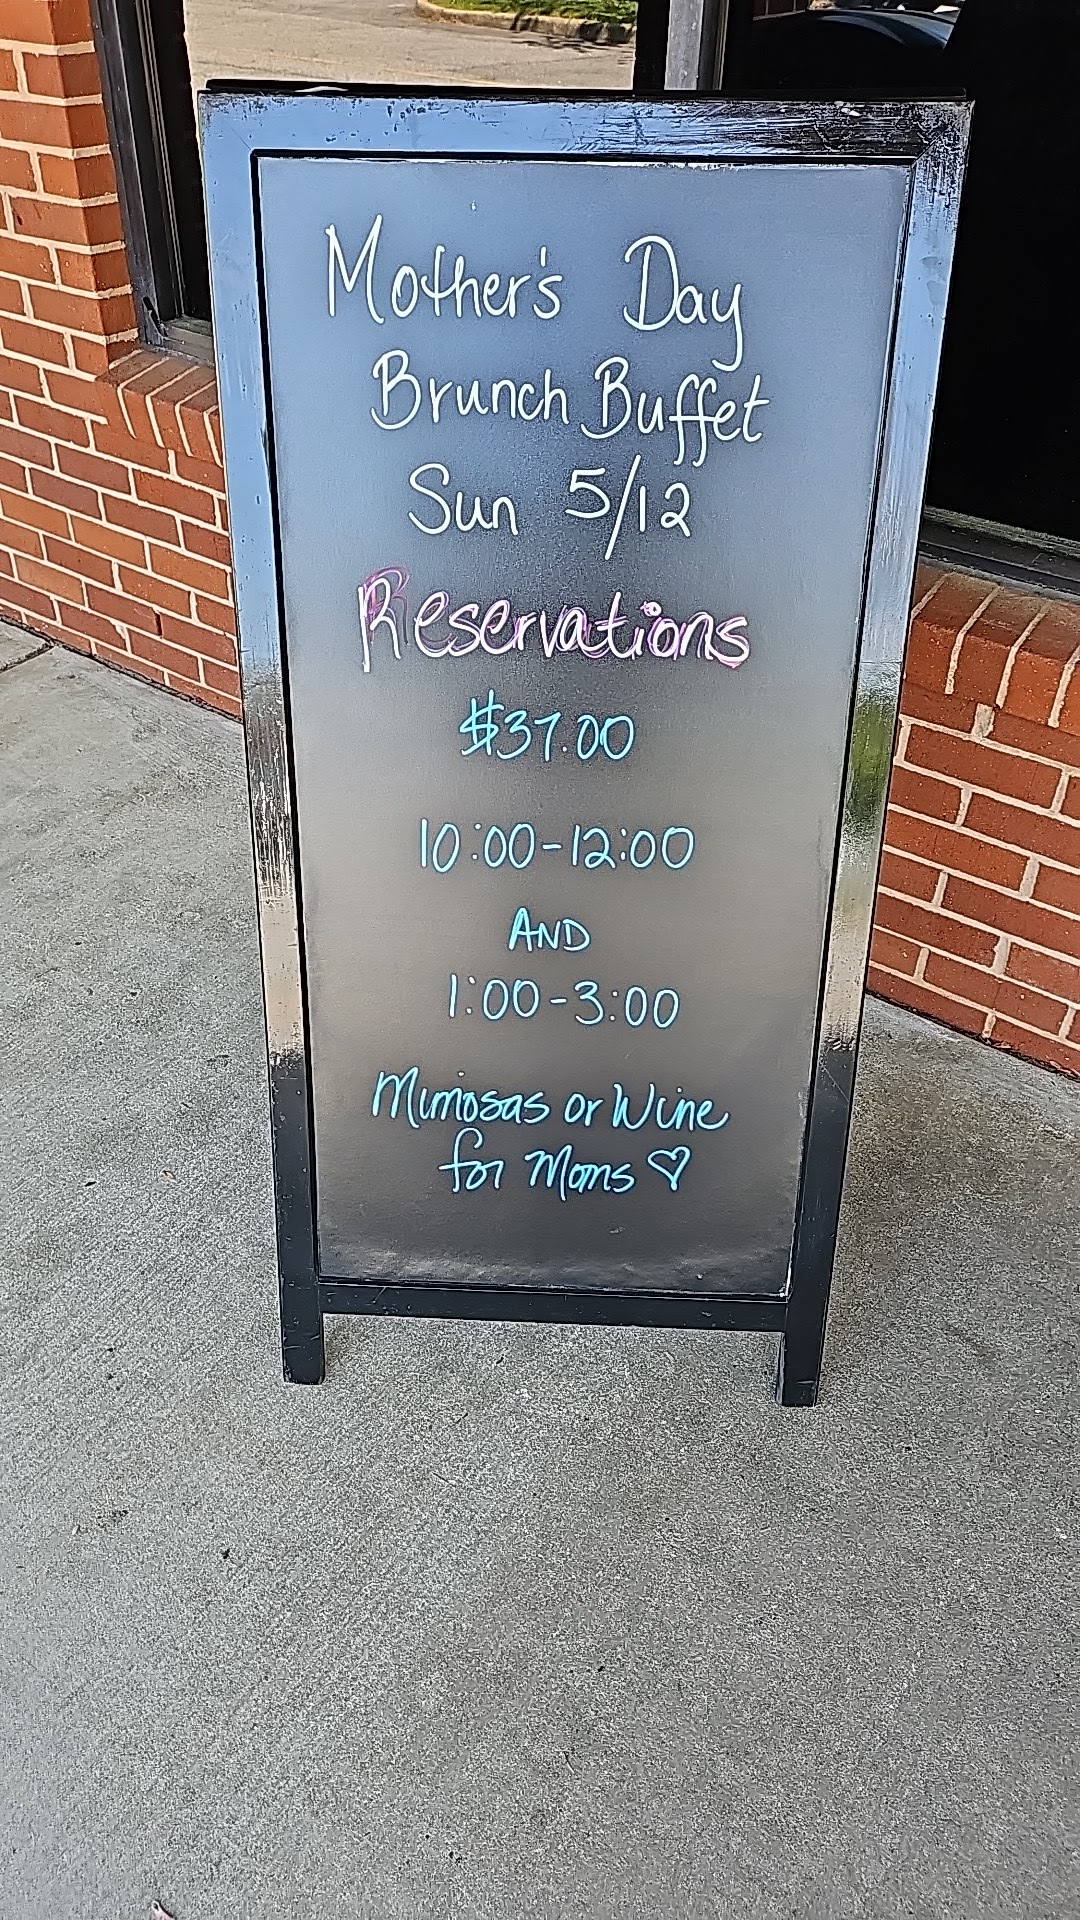 Mother's Day
Brunch Buffet
Sun 5/12
Reservations
$37.00
10:00-12:00
AND
1:00-3:00
Mimosas or Wine
for Moms ♡